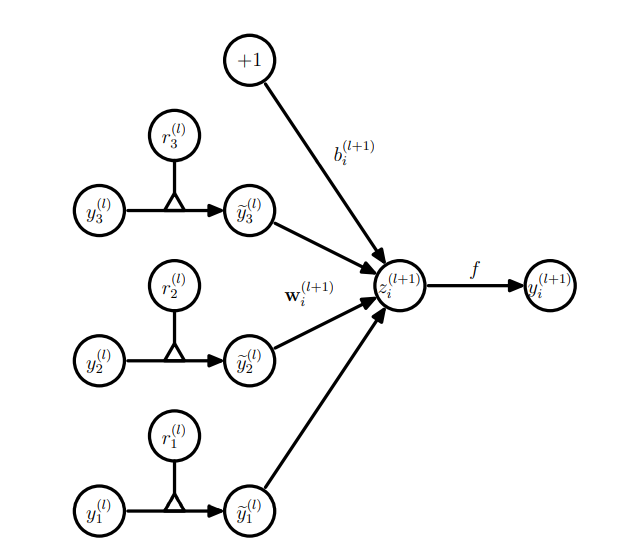 +1
r_3^{(l)}
b_i^{(l+1)}
y_3^{(l)} ỹ_3^{(l)}
r_2^{(l)} w_i^{(l+1)} z_i^{(l+1)} f y_i^{(l+1)}
y_2^{(l)} ỹ_2^{(l)}
r_1^{(l)}
y_1^{(l)} ỹ_1^{(l)}